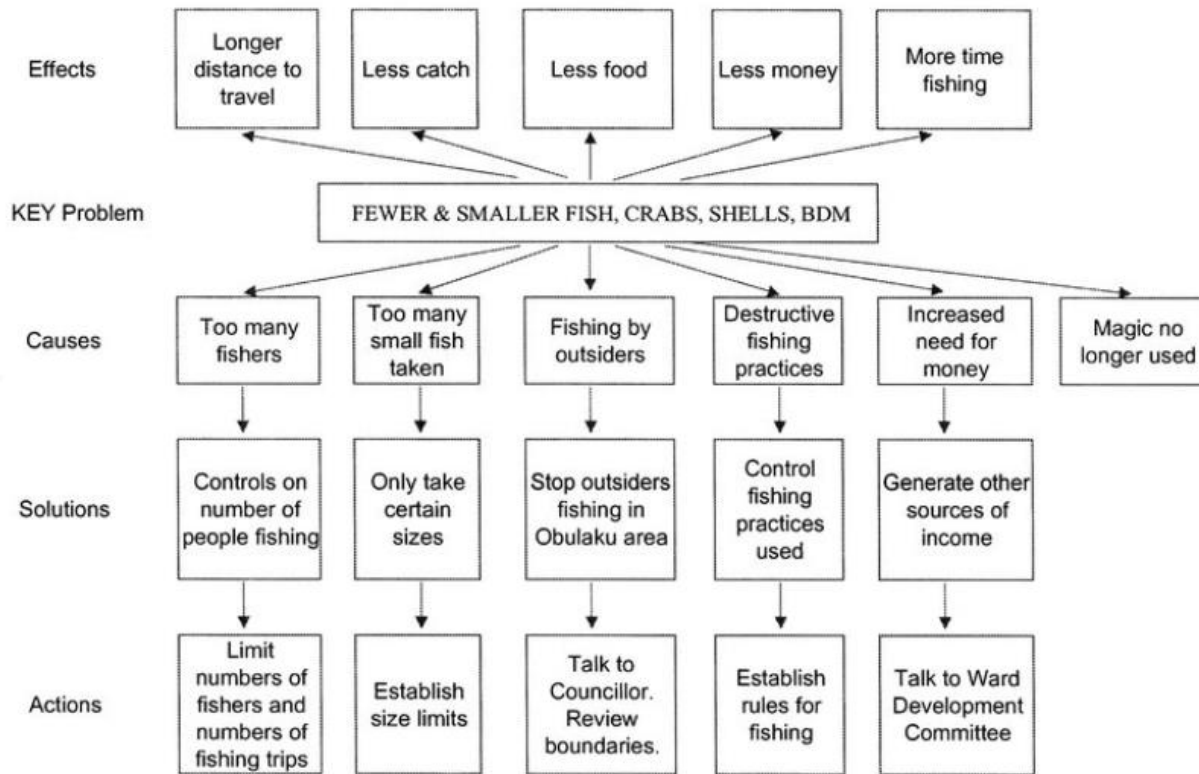 Effects
Longer
distance to
travel
Less catch
Less food
Less money
More time
fishing
KEY Problem
FEWER & SMALLER FISH, CRABS, SHELLS, BDM
Causes
Too many
fishers
Too many
small fish
taken
Fishing by
outsiders
Destructive
fishing
practices
Increased
need for
money
Magic no
longer used
Solutions
Controls on
number of
people fishing
Only take
certain
sizes
Stop outsiders
fishing in
Obulaku area
Control
fishing
practices
used
Generate other
sources of
income
Actions
Limit
numbers of
fishers and
numbers of
fishing trips
Establish
size limits
Talk to
Councillor.
Review
boundaries.
Establish
rules for
fishing
Talk to Ward
Development
Committee